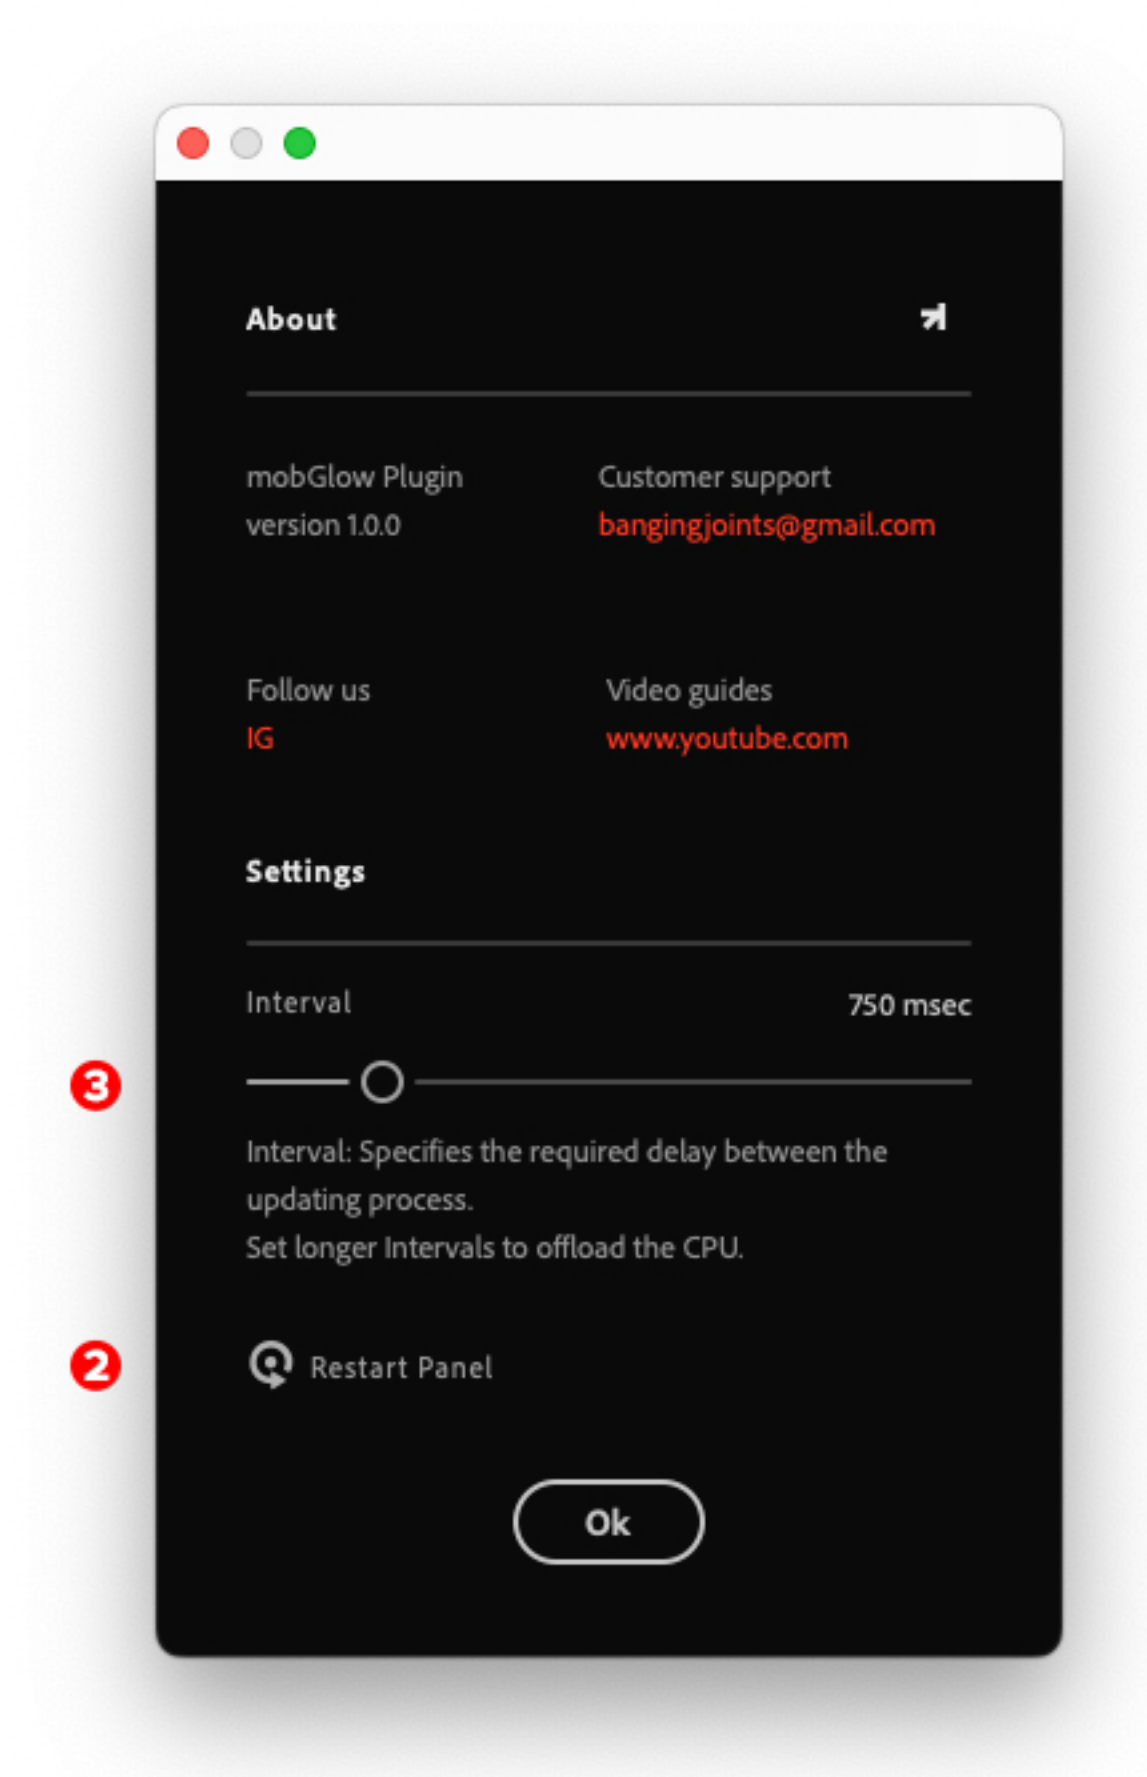 About
mobGlow Plugin
version 1.0.0
Customer support
bangingjoints@gmail.com
Follow us
IG
Video guides
www.youtube.com
Settings
Interval
750 msec
3
Interval: Specifies the required delay between the
updating process.
Set longer Intervals to offload the CPU.
2
Restart Panel
Ok